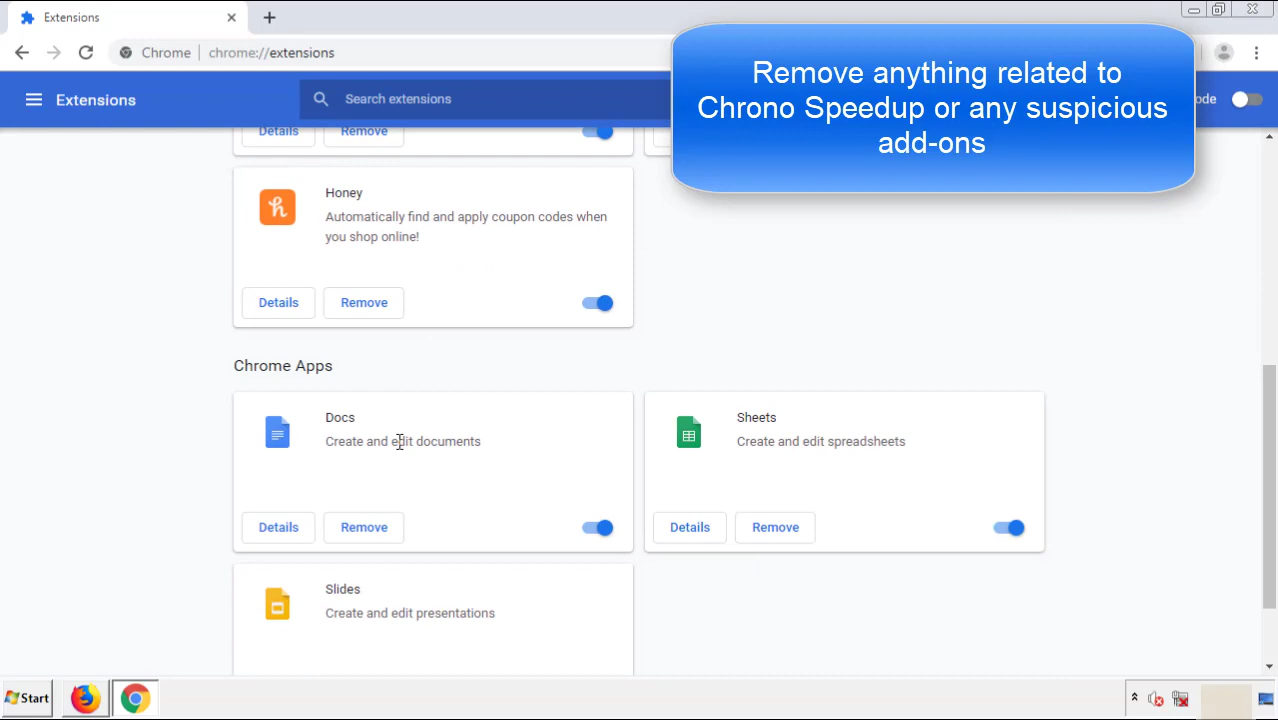 Extensions
Chrome | chrome://extensions
Extensions
Search extensions
ode
Remove anything related to
Chrono Speedup or any suspicious
add-ons
Details
Remove
Honey
Automatically find and apply coupon codes when
you shop online!
Details
Remove
Chrome Apps
Docs
Create and edit documents
Details
Remove
Sheets
Create and edit spreadsheets
Details
Remove
Slides
Create and edit presentations
Start